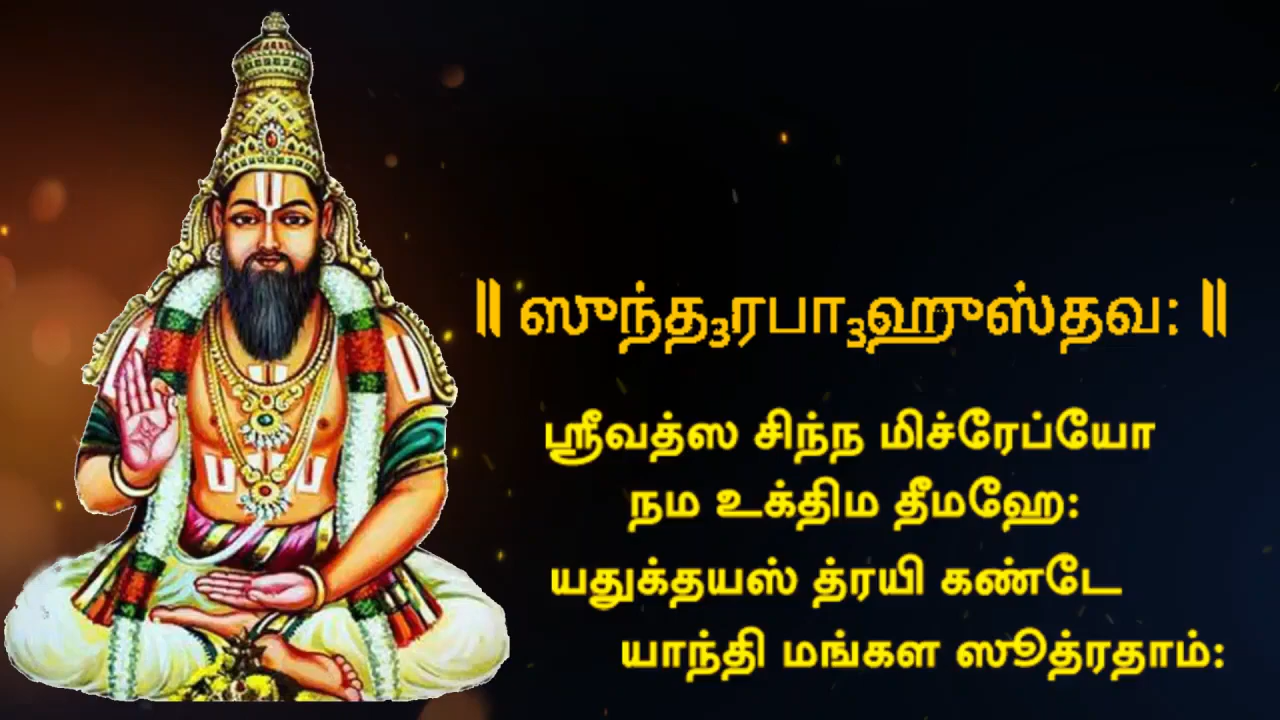 ॥ ஸுந்த₃ரபா₃ஹுஸ்தவ: ॥
ஸ்ரீவத்ஸ சிந்ந மிச்ரேப்யோ
நம உக்திம தீமஹே:
யதுக்தயஸ் த்ரயி கண்டே
யாந்தி மங்கள ஸூத்ரதாம்: